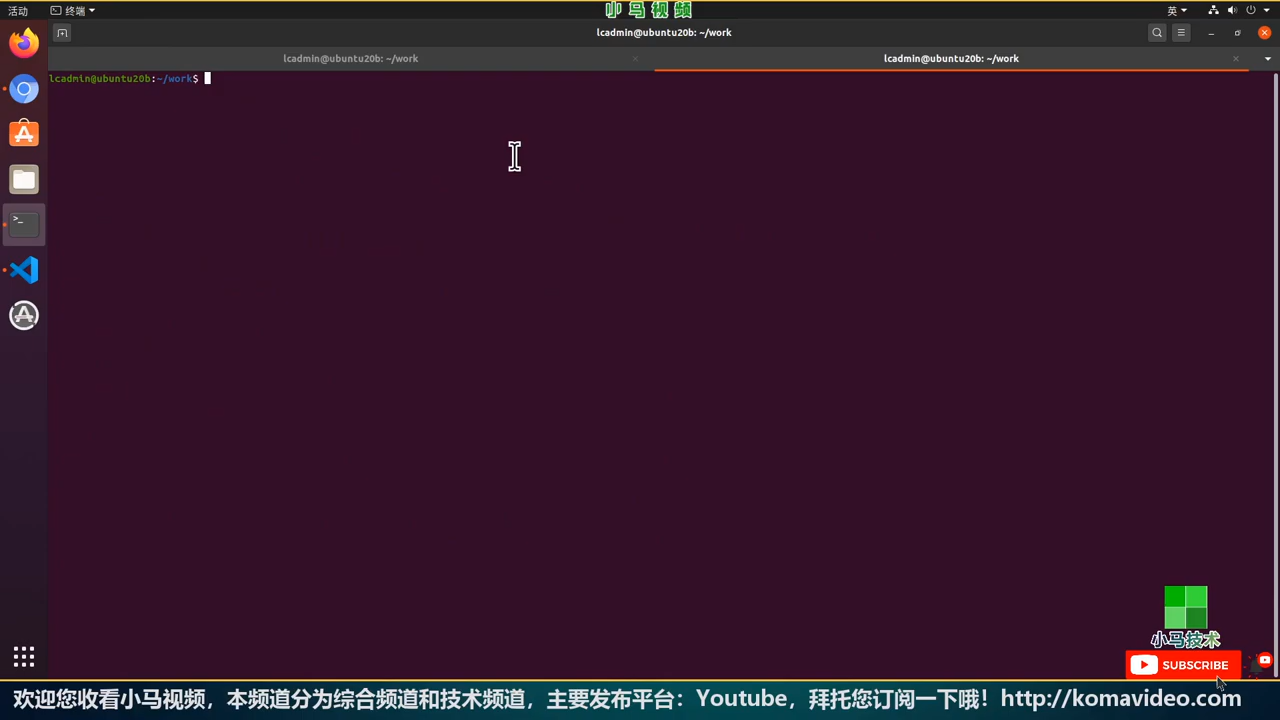 小马视频
活动
终端
英
lcadmin@ubuntu20b: ~/work
lcadmin@ubuntu20b: ~/work
lcadmin@ubuntu20b: ~/work
lcadmin@ubuntu20b:~/work$
小马技术
SUBSCRIBE
欢迎您收看小马视频，本频道分为综合频道和技术频道，主要发布平台：Youtube，拜托您订阅一下哦！http://komavideo.com